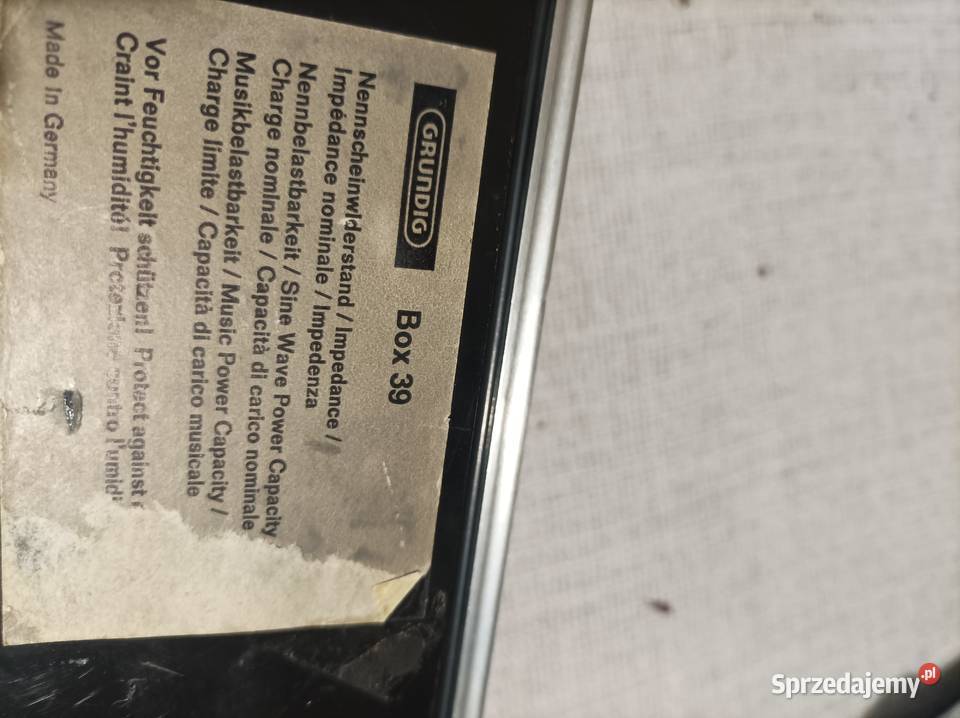 GRUNDIG
Box 39
Nennscheinwiderstand / Impedance /
Impédance nominale / Impedenza
Nennbelastbarkeit / Sine Wave Power Capacity
Charge nominale / Capacità di carico nominale
Musikbelastbarkeit / Music Power Capacity /
Charge limite / Capacità di carico musicale
Vor Feuchtigkeit schützen! Protect against
Craint l'humidité! l'umidi
Made in Germany
Sprzedajemy.pl